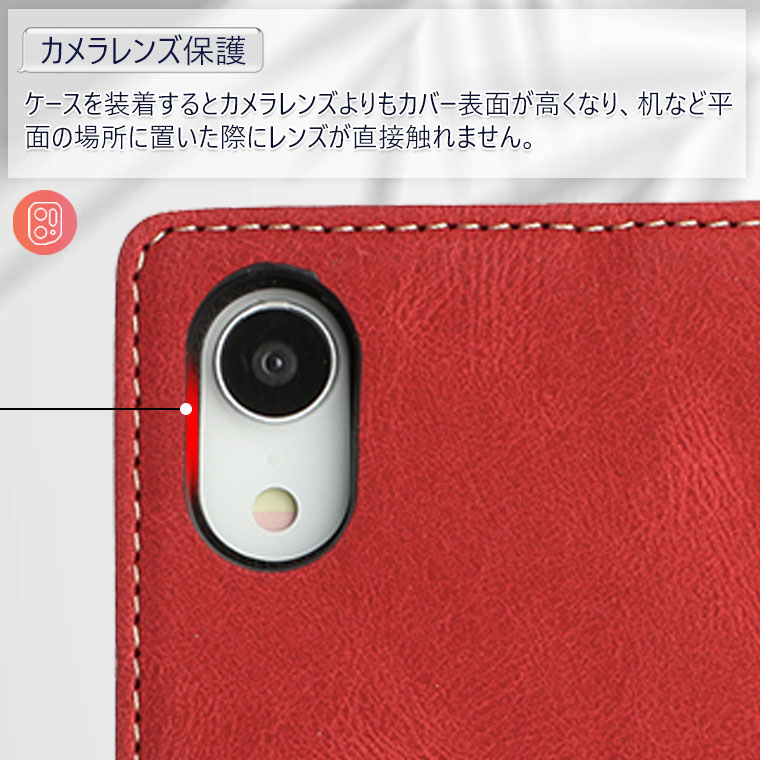 カメラレンズ保護
ケースを装着するとカメラレンズよりもカバー表面が高くなり、机など平
面の場所に置いた際にレンズが直接触れません。